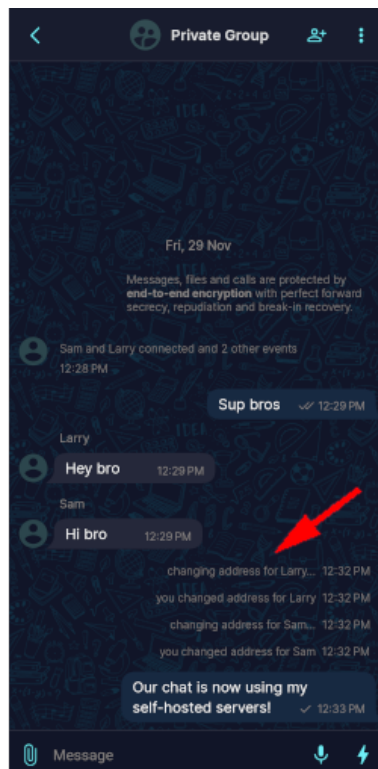 Private Group
Fri, 29 Nov
Messages, files and calls are protected by
end-to-end encryption with perfect forward
secrecy, repudiation and break-in recovery.
Sam and Larry connected and 2 other events
12:28 PM
Sup bros 12:29 PM
Larry
Hey bro 12:29 PM
Sam
Hi bro 12:29 PM
changing address for Larry... 12:32 PM
you changed address for Larry 12:32 PM
changing address for Sam... 12:32 PM
you changed address for Sam 12:32 PM
Our chat is now using my
self-hosted servers! 12:33 PM
Message